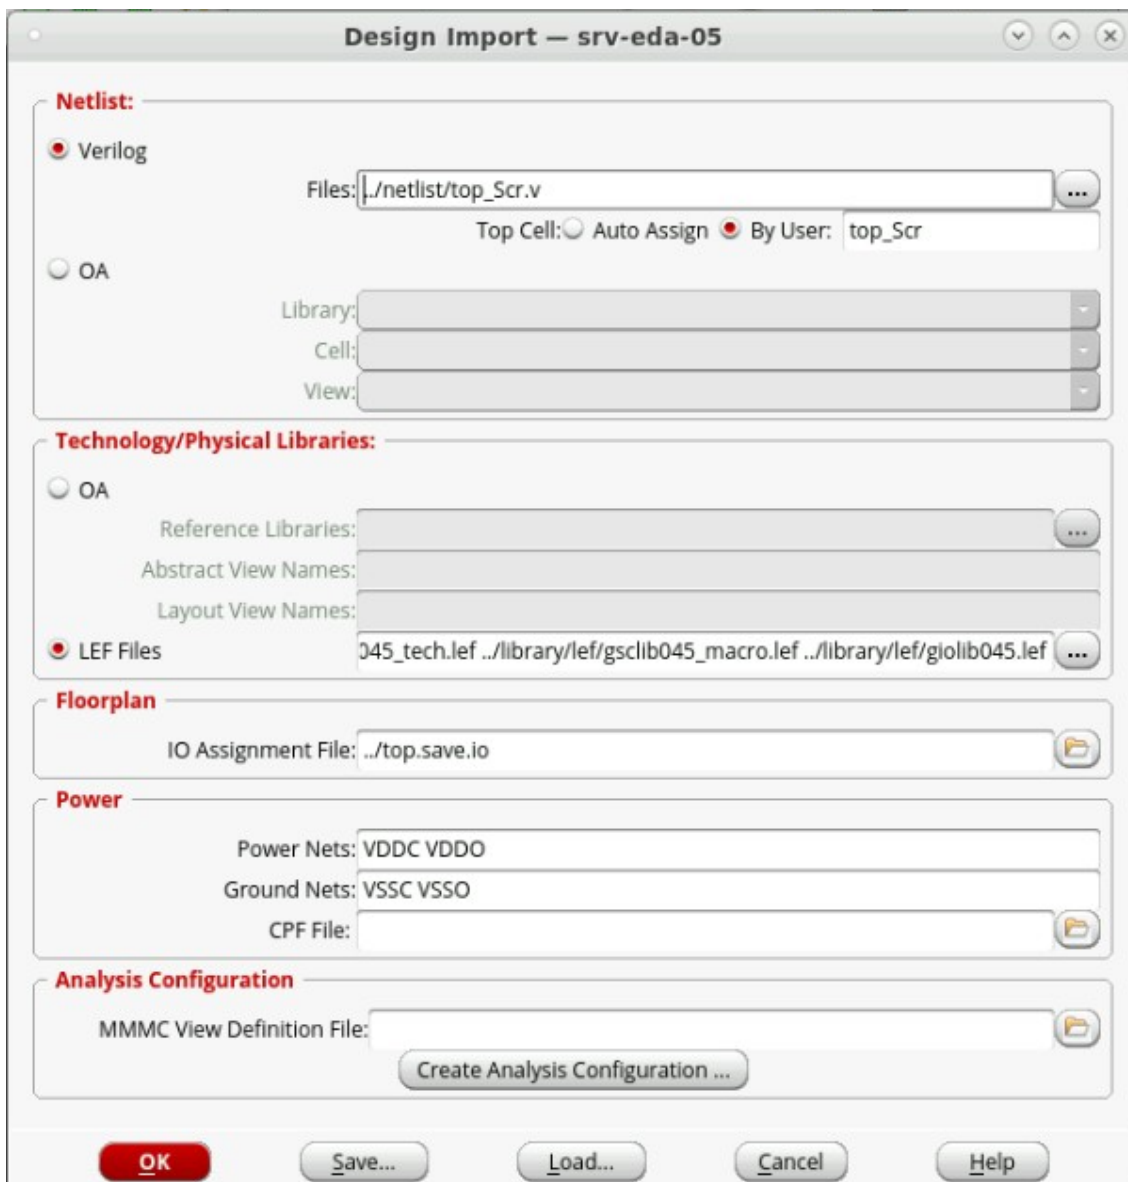 Design Import — srv-eda-05
Netlist:
Verilog
Files: ../netlist/top_Scr.v ...
Top Cell: Auto Assign By User: top_Scr
OA
Library:
Cell:
View:
Technology/Physical Libraries:
OA
Reference Libraries: ...
Abstract View Names:
Layout View Names:
LEF Files 045_tech.lef ../library/lef/gsclib045_macro.lef ../library/lef/giolib045.lef ...
Floorplan
IO Assignment File: ../top.save.io
Power
Power Nets: VDDC VDDO
Ground Nets: VSSC VSSO
CPF File:
Analysis Configuration
MMMC View Definition File:
Create Analysis Configuration ...
OK Save... Load... Cancel Help